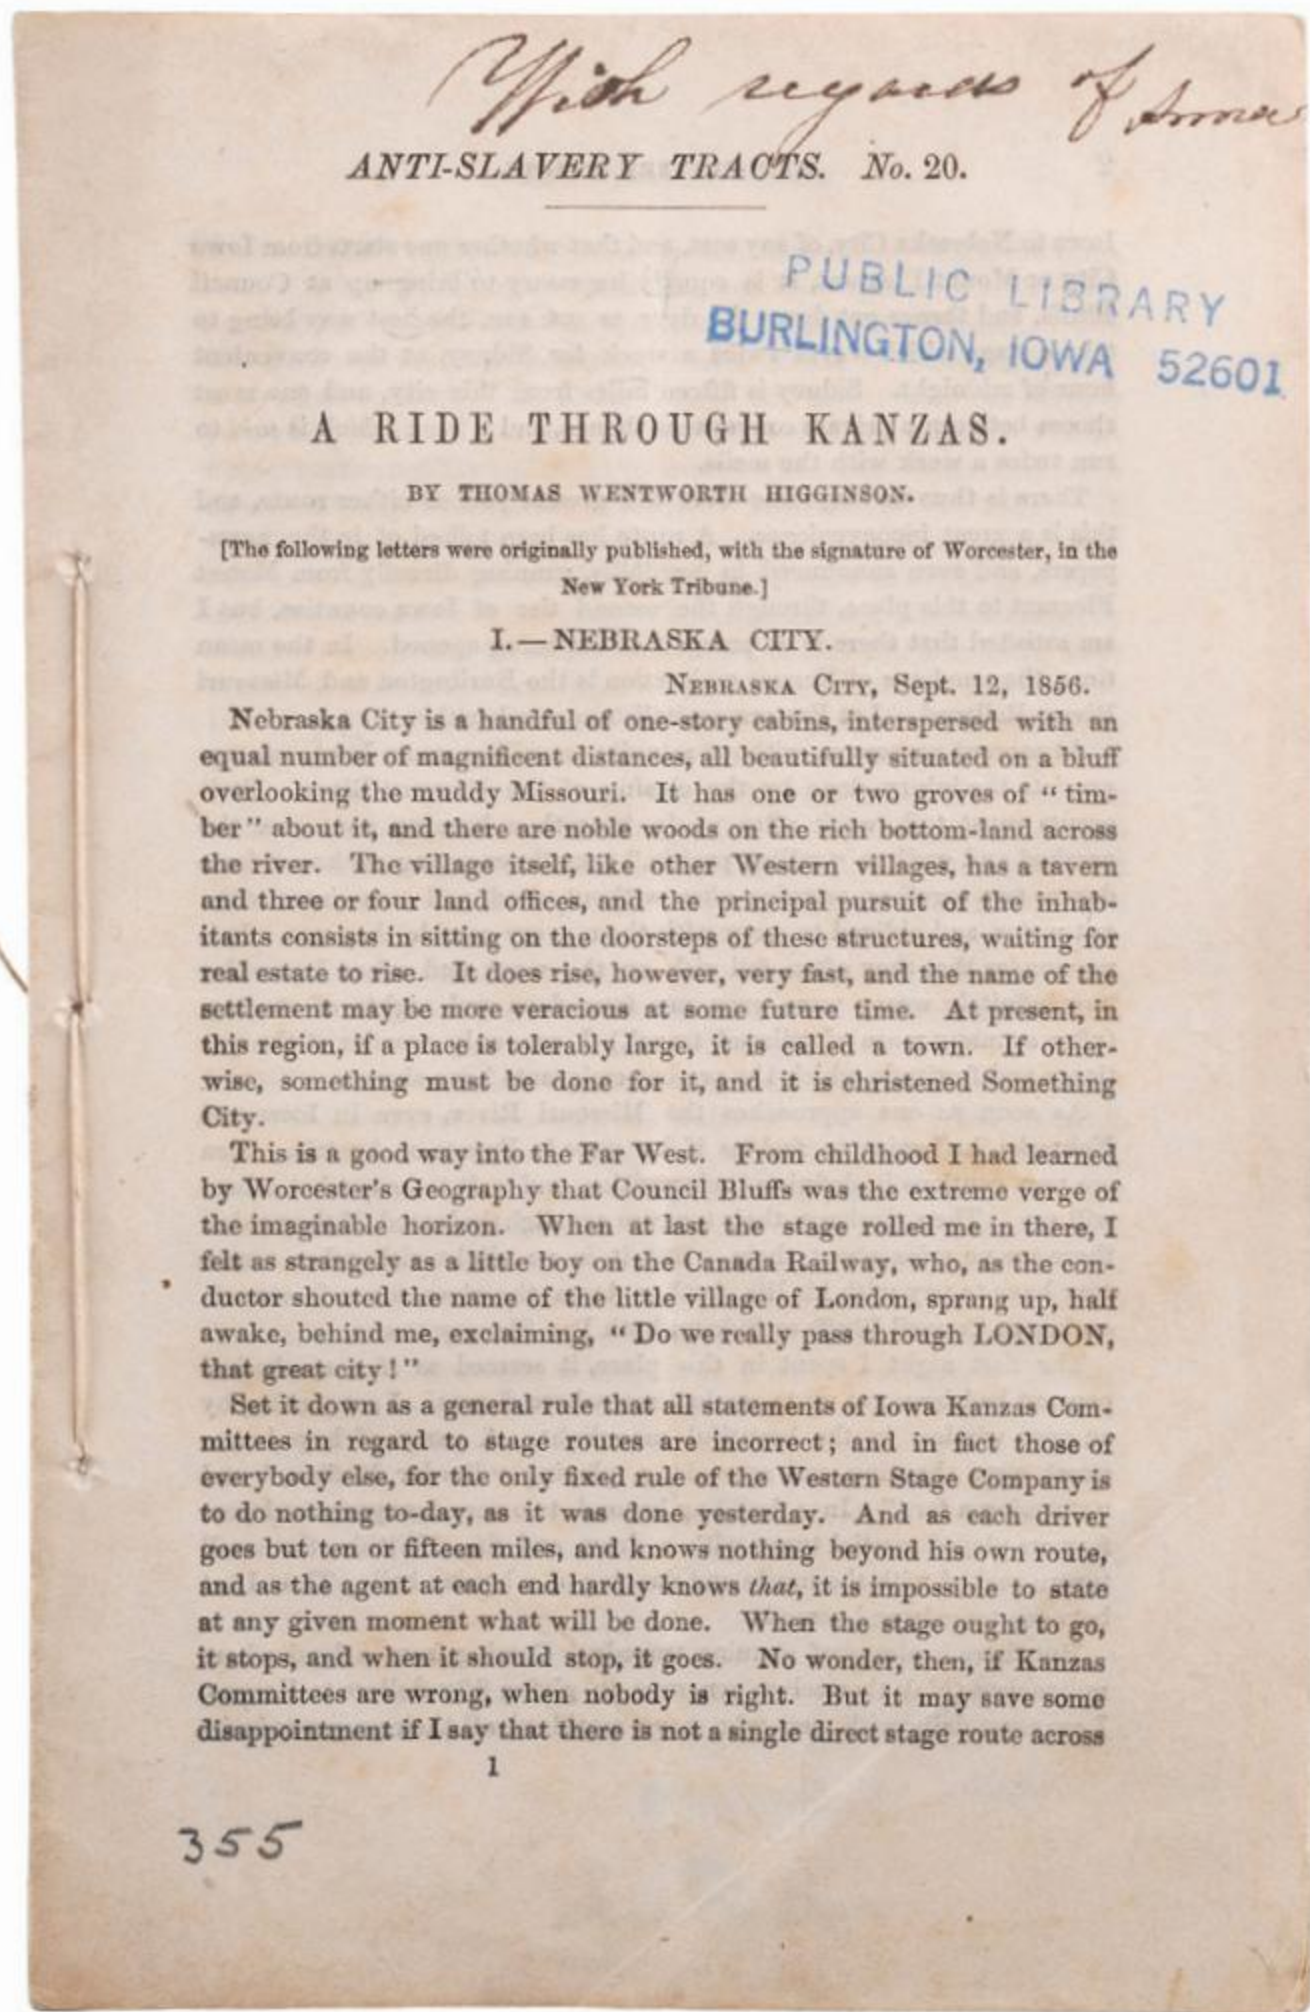 With regards of
ANTI-SLAVERY TRACTS. No. 20.
PUBLIC LIBRARY
BURLINGTON, IOWA 52601
A RIDE THROUGH KANZAS.
BY THOMAS WENTWORTH HIGGINSON.
[The following letters were originally published, with the signature of Worcester, in the
New York Tribune.]
I.—NEBRASKA CITY.
NEBRASKA CITY, Sept. 12, 1856.
Nebraska City is a handful of one-story cabins, interspersed with an
equal number of magnificent distances, all beautifully situated on a bluff
overlooking the muddy Missouri. It has one or two groves of "tim-
ber" about it, and there are noble woods on the rich bottom-land across
the river. The village itself, like other Western villages, has a tavern
and three or four land offices, and the principal pursuit of the inhab-
itants consists in sitting on the doorsteps of these structures, waiting for
real estate to rise. It does rise, however, very fast, and the name of the
settlement may be more veracious at some future time. At present, in
this region, if a place is tolerably large, it is called a town. If other-
wise, something must be done for it, and it is christened Something
City.
This is a good way into the Far West. From childhood I had learned
by Worcester's Geography that Council Bluffs was the extreme verge of
the imaginable horizon. When at last the stage rolled me in there, I
felt as strangely as a little boy on the Canada Railway, who, as the con-
ductor shouted the name of the little village of London, sprang up, half
awake, behind me, exclaiming, "Do we really pass through LONDON,
that great city!"
Set it down as a general rule that all statements of Iowa Kanzas Com-
mittees in regard to stage routes are incorrect; and in fact those of
everybody else, for the only fixed rule of the Western Stage Company is
to do nothing to-day, as it was done yesterday. And as each driver
goes but ten or fifteen miles, and knows nothing beyond his own route,
and as the agent at each end hardly knows that, it is impossible to state
at any given moment what will be done. When the stage ought to go,
it stops, and when it should stop, it goes. No wonder, then, if Kanzas
Committees are wrong, when nobody is right. But it may save some
disappointment if I say that there is not a single direct stage route across
1
355